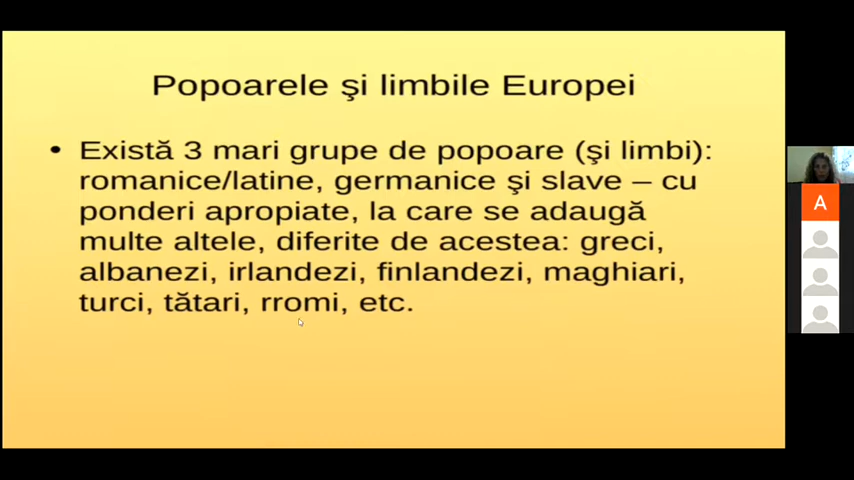 Popoarele şi limbile Europei
• Există 3 mari grupe de popoare (şi limbi):
romanice/latine, germanice şi slave – cu
ponderi apropiate, la care se adaugă
multe altele, diferite de acestea: greci,
albanezi, irlandezi, finlandezi, maghiari,
turci, tătari, rromi, etc.
A